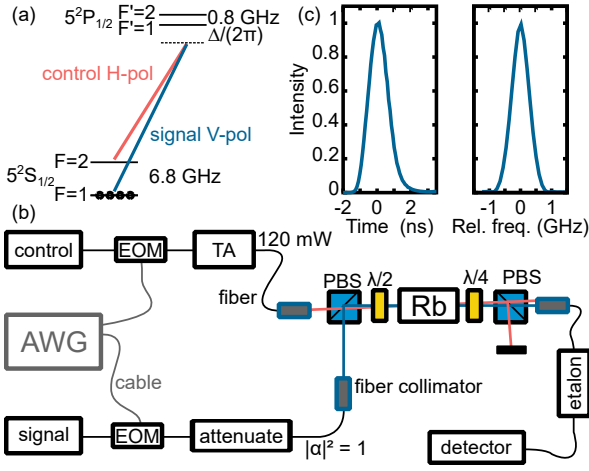 (a)
5²P₁/₂
F'=2
F'=1
0.8 GHz
Δ/(2π)
control H-pol
signal V-pol
F=2
5²S₁/₂
6.8 GHz
F=1
(c)
Intensity
1
0.8
0.6
0.4
0.2
0
-2 0 2
Time (ns)
-1 0 1
Rel. freq. (GHz)
(b)
control
EOM
TA
120 mW
fiber
PBS
λ/2
Rb
λ/4
PBS
AWG
cable
fiber collimator
etalon
signal
EOM
attenuate
|α|² = 1
detector